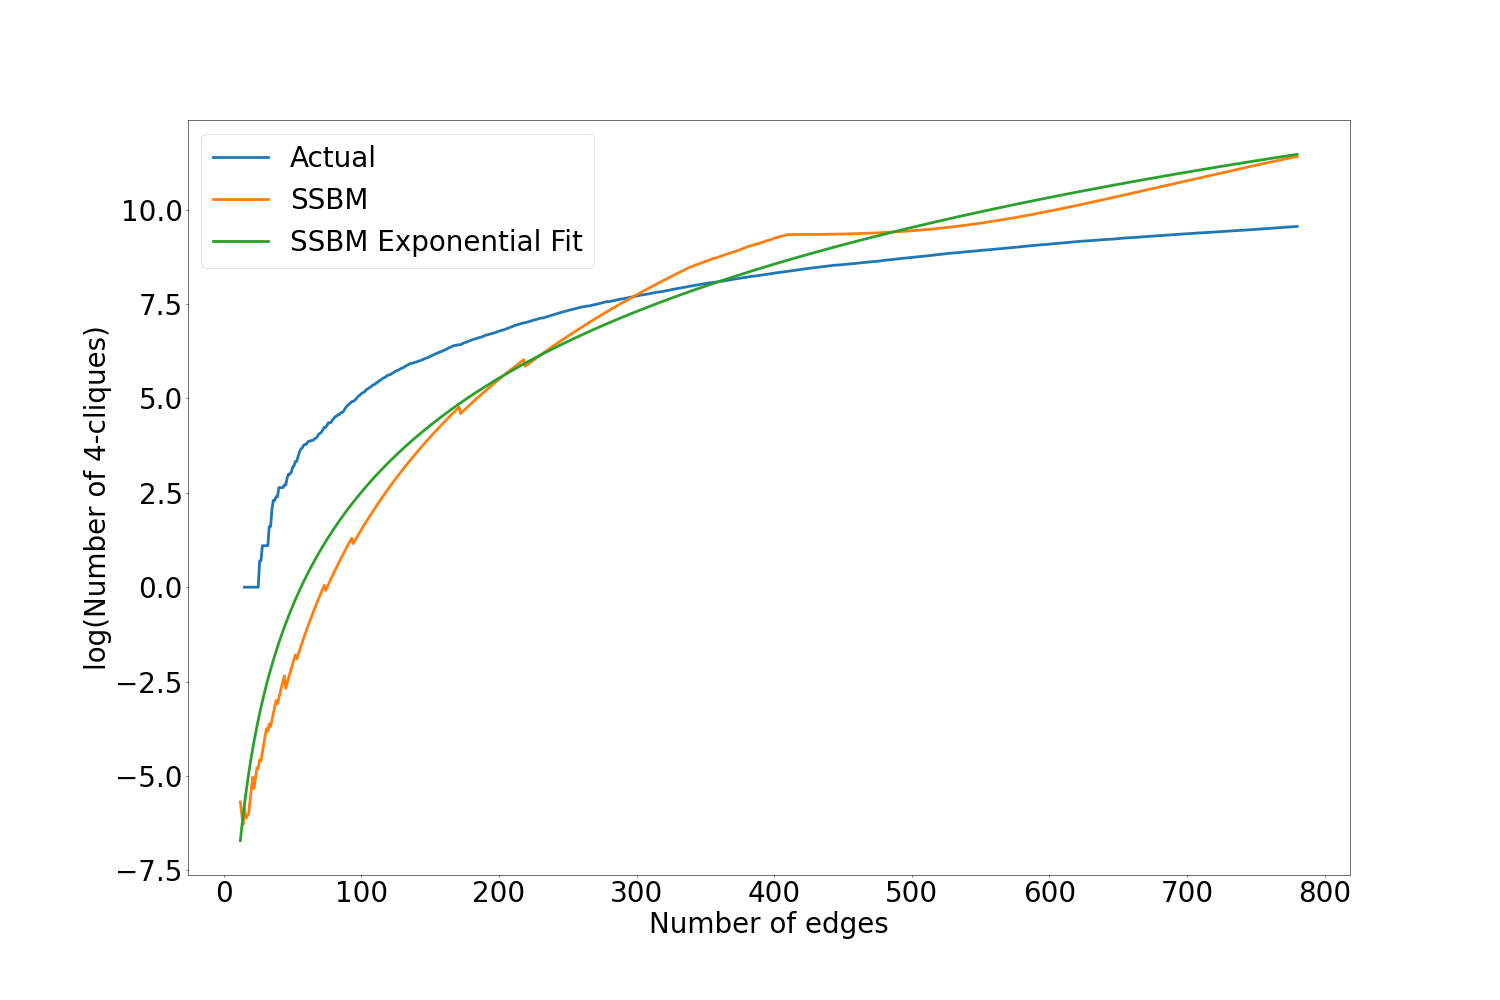 Actual
SSBM
SSBM Exponential Fit
log(Number of 4-cliques)
10.0
7.5
5.0
2.5
0.0
−2.5
−5.0
−7.5
0 100 200 300 400 500 600 700 800
Number of edges